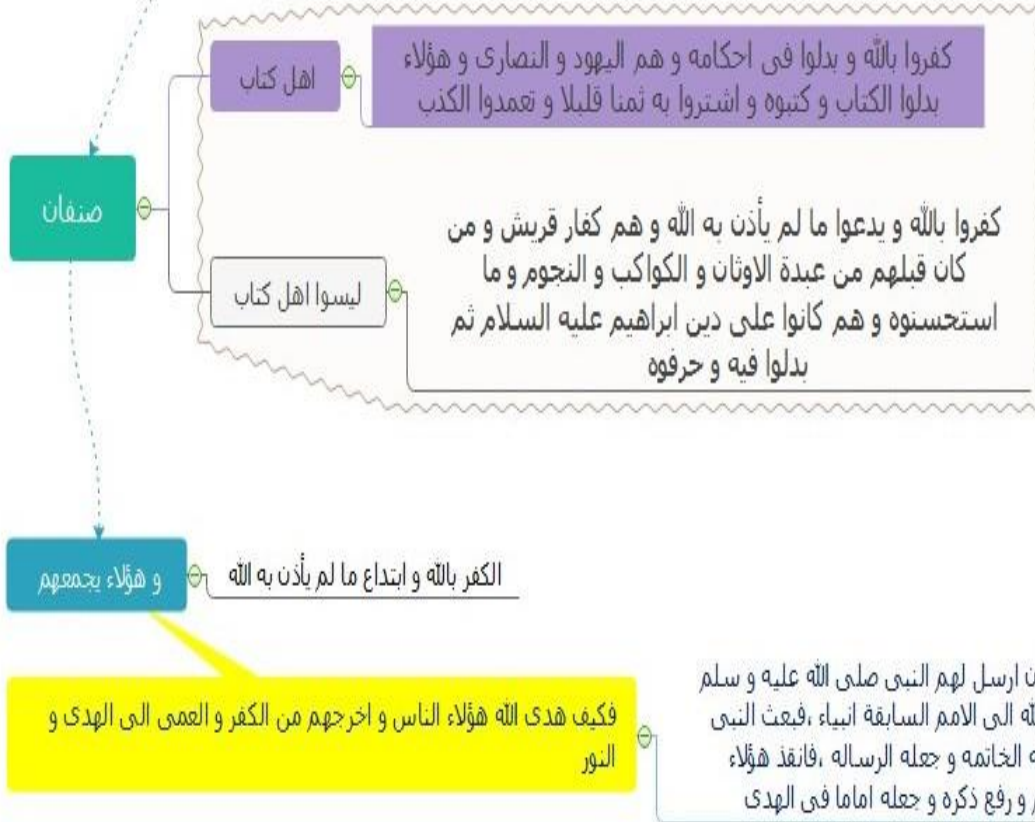 اهل كتاب
كفروا بالله و بدلوا فى احكامه و هم اليهود و النصارى و هؤلاء
بدلوا الكتاب و كتبوه و اشتروا به ثمنا قليلا و تعمدوا الكذب
صنفان
ليسوا اهل كتاب
كفروا بالله و يدعوا ما لم يأذن به الله و هم كفار قريش و من
كان قبلهم من عبدة الاوثان و الكواكب و النجوم و ما
استحسنوه و هم كانوا على دين ابراهيم عليه السلام ثم
بدلوا فيه و حرفوه
و هؤلاء يجمعهم
الكفر بالله و ابتداع ما لم يأذن به الله
فكيف هدى الله هؤلاء الناس و اخرجهم من الكفر و العمى الى الهدى و
النور
ارسل لهم النبى صلى الله عليه و سلم
الى الامم السابقة انبياء ،فبعث النبى
الخاتمه و جعله الرساله ،فانقذ هؤلاء
و رفع ذكره و جعله اماما فى الهدى